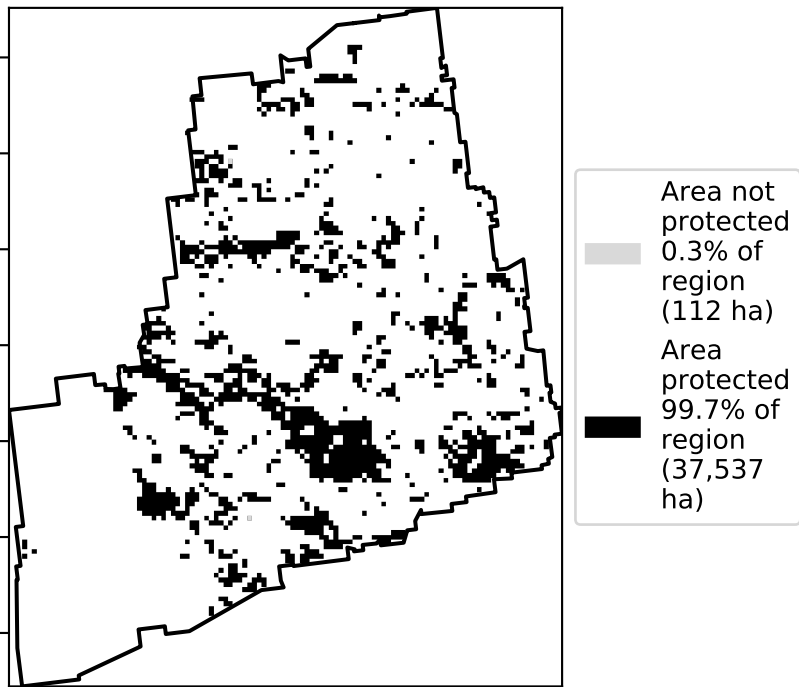 Area not
protected
0.3% of
region
(112 ha)
Area
protected
99.7% of
region
(37,537
ha)